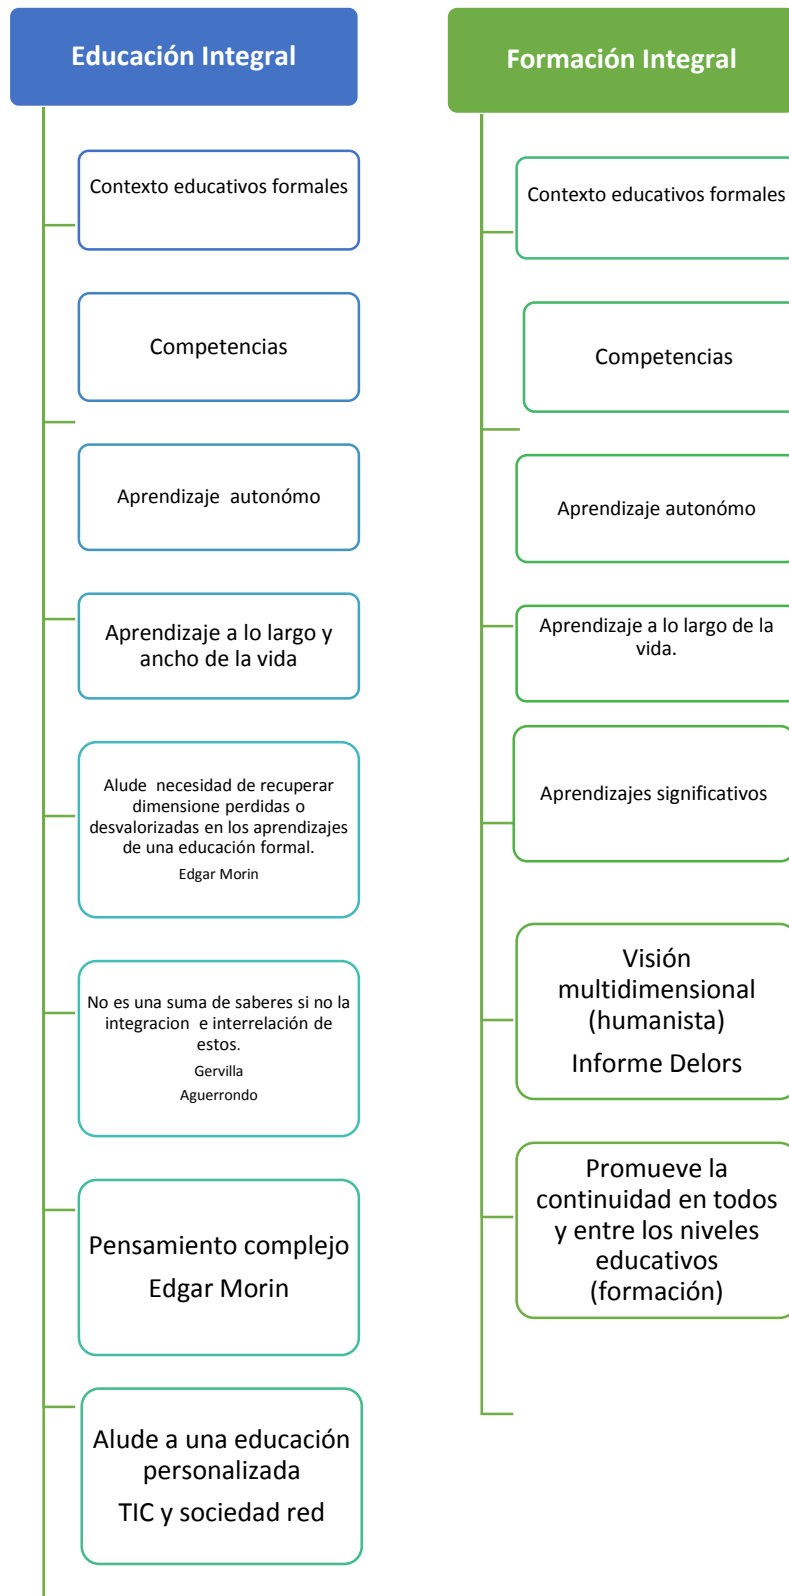 Educación Integral
Contexto educativos formales
Competencias
Aprendizaje autonómo
Aprendizaje a lo largo y
ancho de la vida
Alude necesidad de recuperar
dimensione perdidas o
desvalorizadas en los aprendizajes
de una educación formal.
Edgar Morin
No es una suma de saberes si no la
integracion e interrelación de
estos.
Gervilla
Aguerrondo
Pensamiento complejo
Edgar Morin
Alude a una educación
personalizada
TIC y sociedad red
Formación Integral
Contexto educativos formales
Competencias
Aprendizaje autonómo
Aprendizaje a lo largo de la
vida.
Aprendizajes significativos
Visión
multidimensional
(humanista)
Informe Delors
Promueve la
continuidad en todos
y entre los niveles
educativos
(formación)